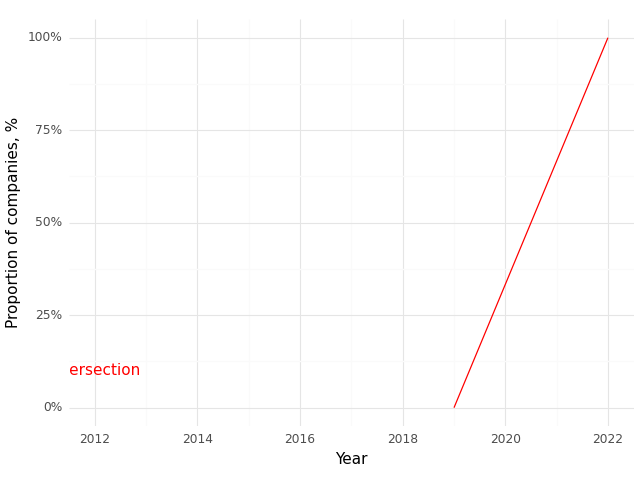 100%
75%
50%
25%
0%
ersection
2012 2014 2016 2018 2020 2022
Year
Proportion of companies, %